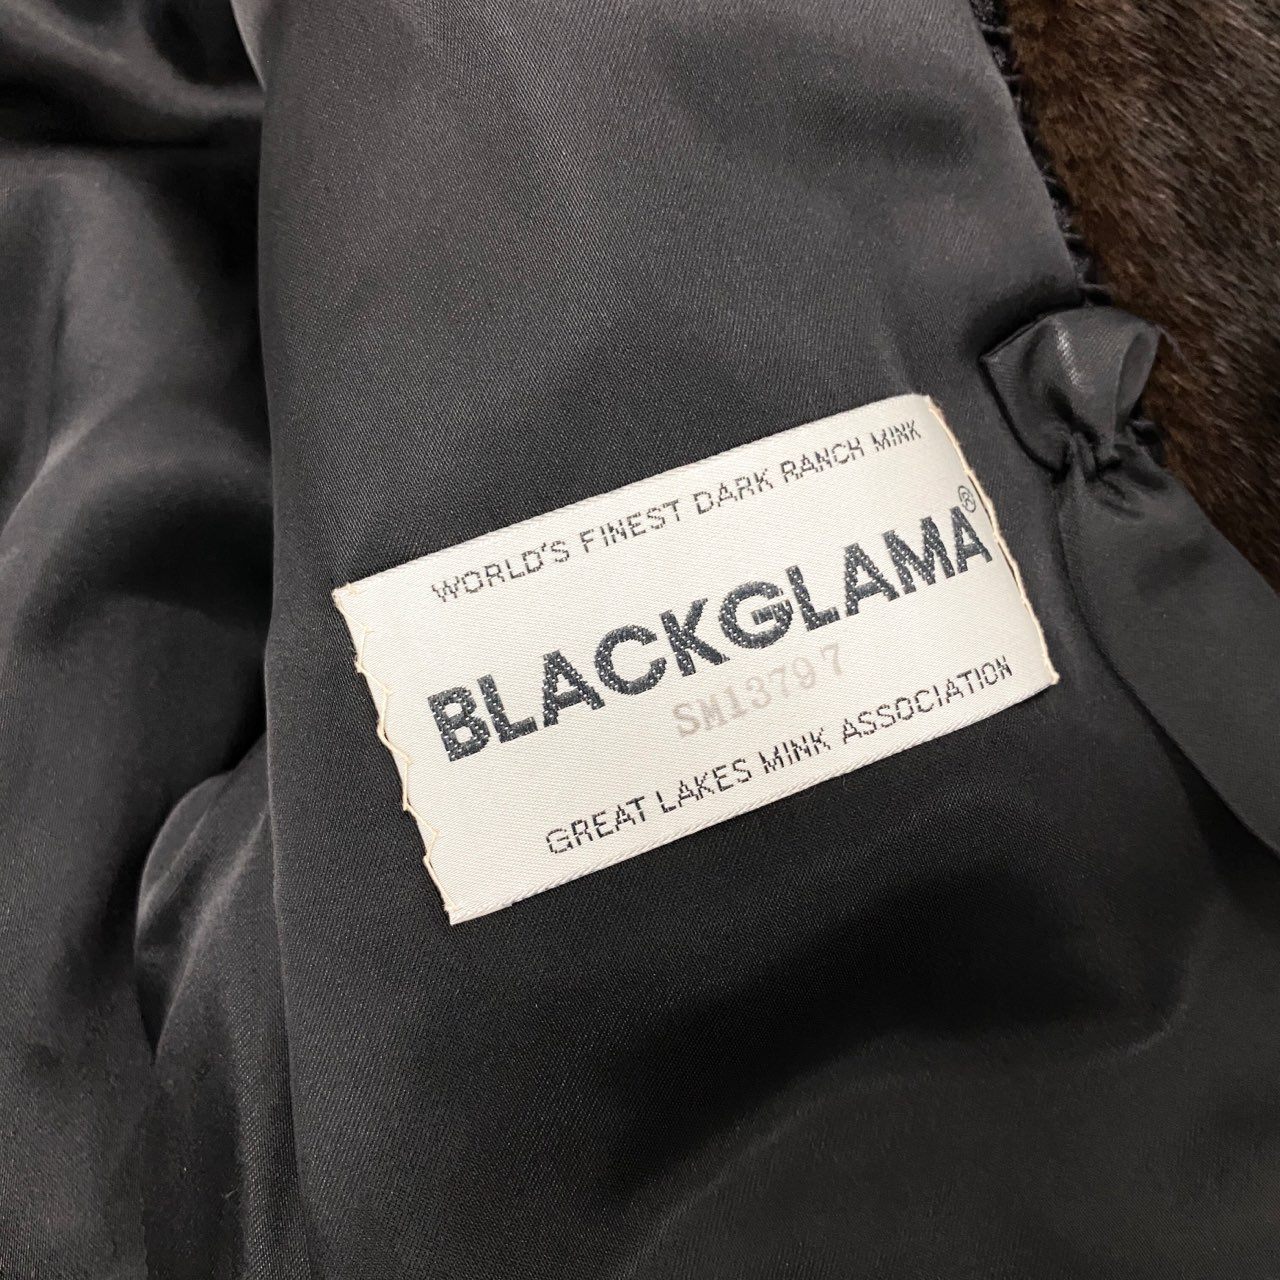 WORLD'S FINEST DARK RANCH MINK
BLACKGLAMA®
SM13797
GREAT LAKES MINK ASSOCIATION